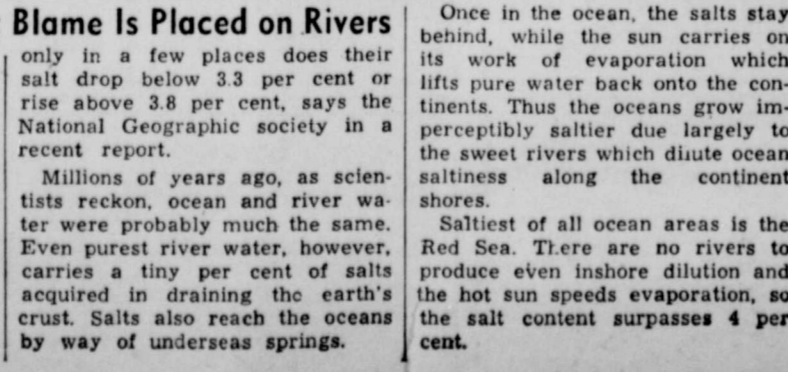 Blame Is Placed on Rivers
only in a few places does their
salt drop below 3.3 per cent or
rise above 3.8 per cent, says the
National Geographic society in a
recent report.
Millions of years ago, as scien-
tists reckon, ocean and river wa-
ter were probably much the same.
Even purest river water, however,
carries a tiny per cent of salts
acquired in draining the earth's
crust. Salts also reach the oceans
by way of underseas springs.
Once in the ocean, the salts stay
behind, while the sun carries on
its work of evaporation which
lifts pure water back onto the con-
tinents. Thus the oceans grow im-
perceptibly saltier due largely to
the sweet rivers which dilute ocean
saltiness along the continent
shores.
Saltiest of all ocean areas is the
Red Sea. There are no rivers to
produce even inshore dilution and
the hot sun speeds evaporation, so
the salt content surpasses 4 per
cent.